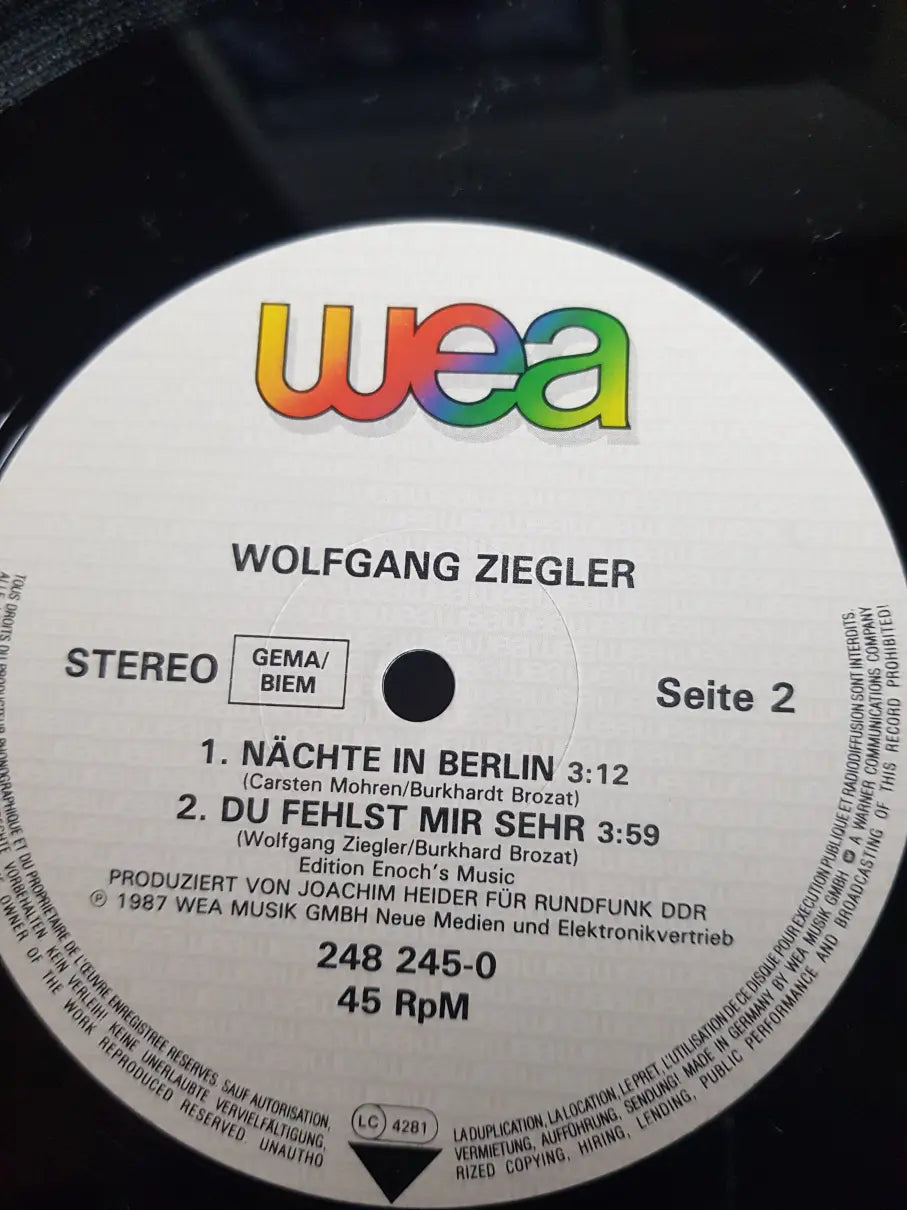 wea
WOLFGANG ZIEGLER
STEREO
GEMA/
BIEM
Seite 2
1. NÄCHTE IN BERLIN 3:12
(Carsten Mohren/Burkhardt Brozat)
2. DU FEHLST MIR SEHR 3:59
(Wolfgang Ziegler/Burkhard Brozat)
Edition Enoch's Music
PRODUZIERT VON JOACHIM HEIDER FÜR RUNDFUNK DDR
℗ 1987 WEA MUSIK GMBH Neue Medien und Elektronikvertrieb
248 245-0
45 RpM
LC 4281
TOUS DROITS DU PRODUCTEUR PHONOGRAPHIQUE ET DU PROPRIETAIRE DE L'ŒUVRE ENREGISTREE RESERVES. SAUF AUTORISATION,
VORBEHALTEN KEIN VERLEIH! KEINE UNERLAUBTE VERVIELFÄLTIGUNG,
OWNER OF THE WORK REPRODUCED RESERVED UNAUTHO
LA DUPLICATION, LA LOCATION, LE PRET, L'UTILISATION DE CE DISQUE POUR EXECUTION PUBLIQUE ET RADIODIFFUSION SONT INTERDITS.
VERMIETUNG, AUFFÜHRUNG, SENDUNG! MADE IN GERMANY BY WEA MUSIK GMBH A WARNER COMMUNICATIONS COMPANY
RIZED COPYING, HIRING, LENDING, PUBLIC PERFORMANCE AND BROADCASTING OF THIS RECORD PROHIBITED!